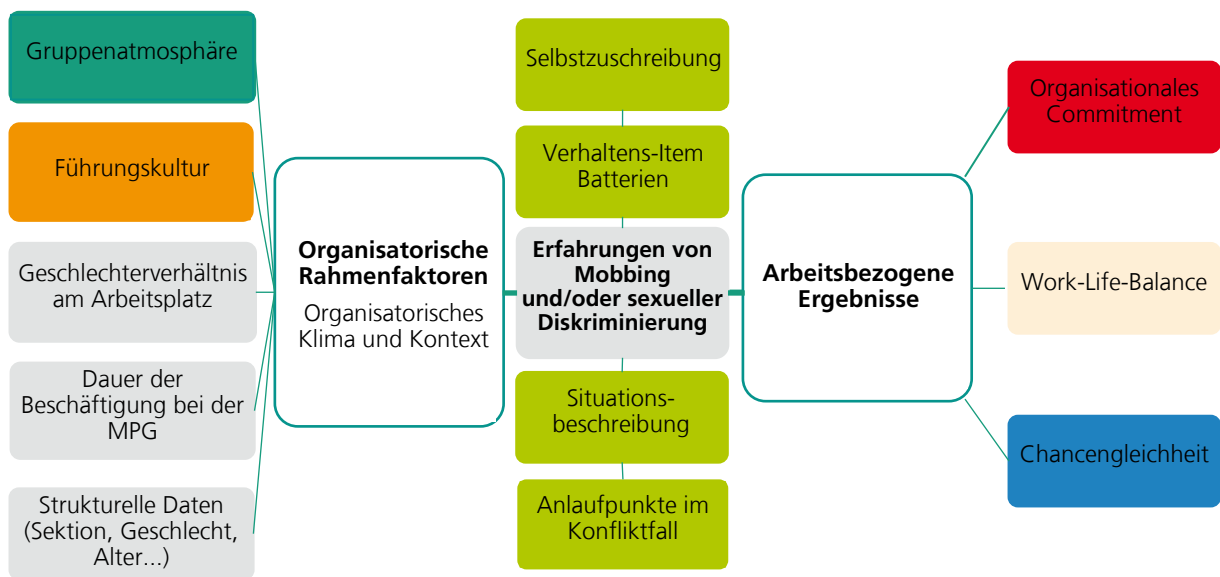 Gruppenatmosphäre
Führungskultur
Geschlechterverhältnis
am Arbeitsplatz
Dauer der
Beschäftigung bei der
MPG
Strukturelle Daten
(Sektion, Geschlecht,
Alter...)
Organisatorische
Rahmenfaktoren
Organisatorisches
Klima und Kontext
Selbstzuschreibung
Verhaltens-Item
Batterien
Erfahrungen von
Mobbing
und/oder sexueller
Diskriminierung
Situations-
beschreibung
Anlaufpunkte im
Konfliktfall
Arbeitsbezogene
Ergebnisse
Organisationales
Commitment
Work-Life-Balance
Chancengleichheit